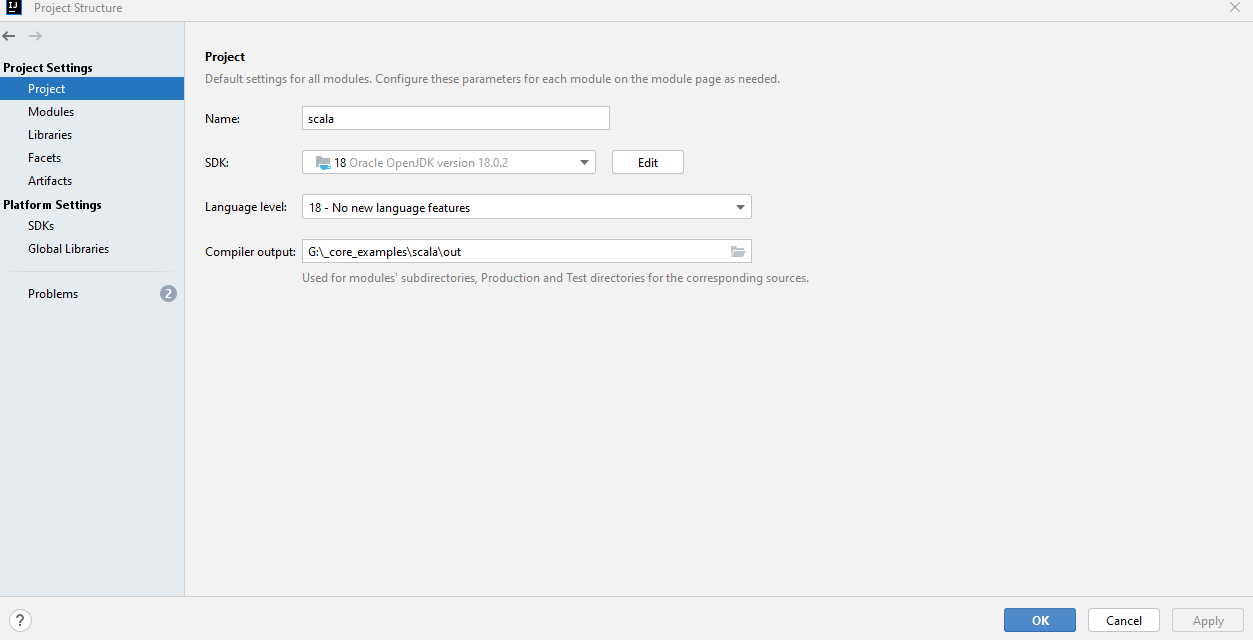 IJ
Project Structure
Project Settings
Project
Modules
Libraries
Facets
Artifacts
Platform Settings
SDKs
Global Libraries
Problems
2
Project
Default settings for all modules. Configure these parameters for each module on the module page as needed.
Name: scala
SDK: 18 Oracle OpenJDK version 18.0.2 Edit
Language level: 18 - No new language features
Compiler output: G:\_core_examples\scala\out
Used for modules' subdirectories, Production and Test directories for the corresponding sources.
? OK Cancel Apply